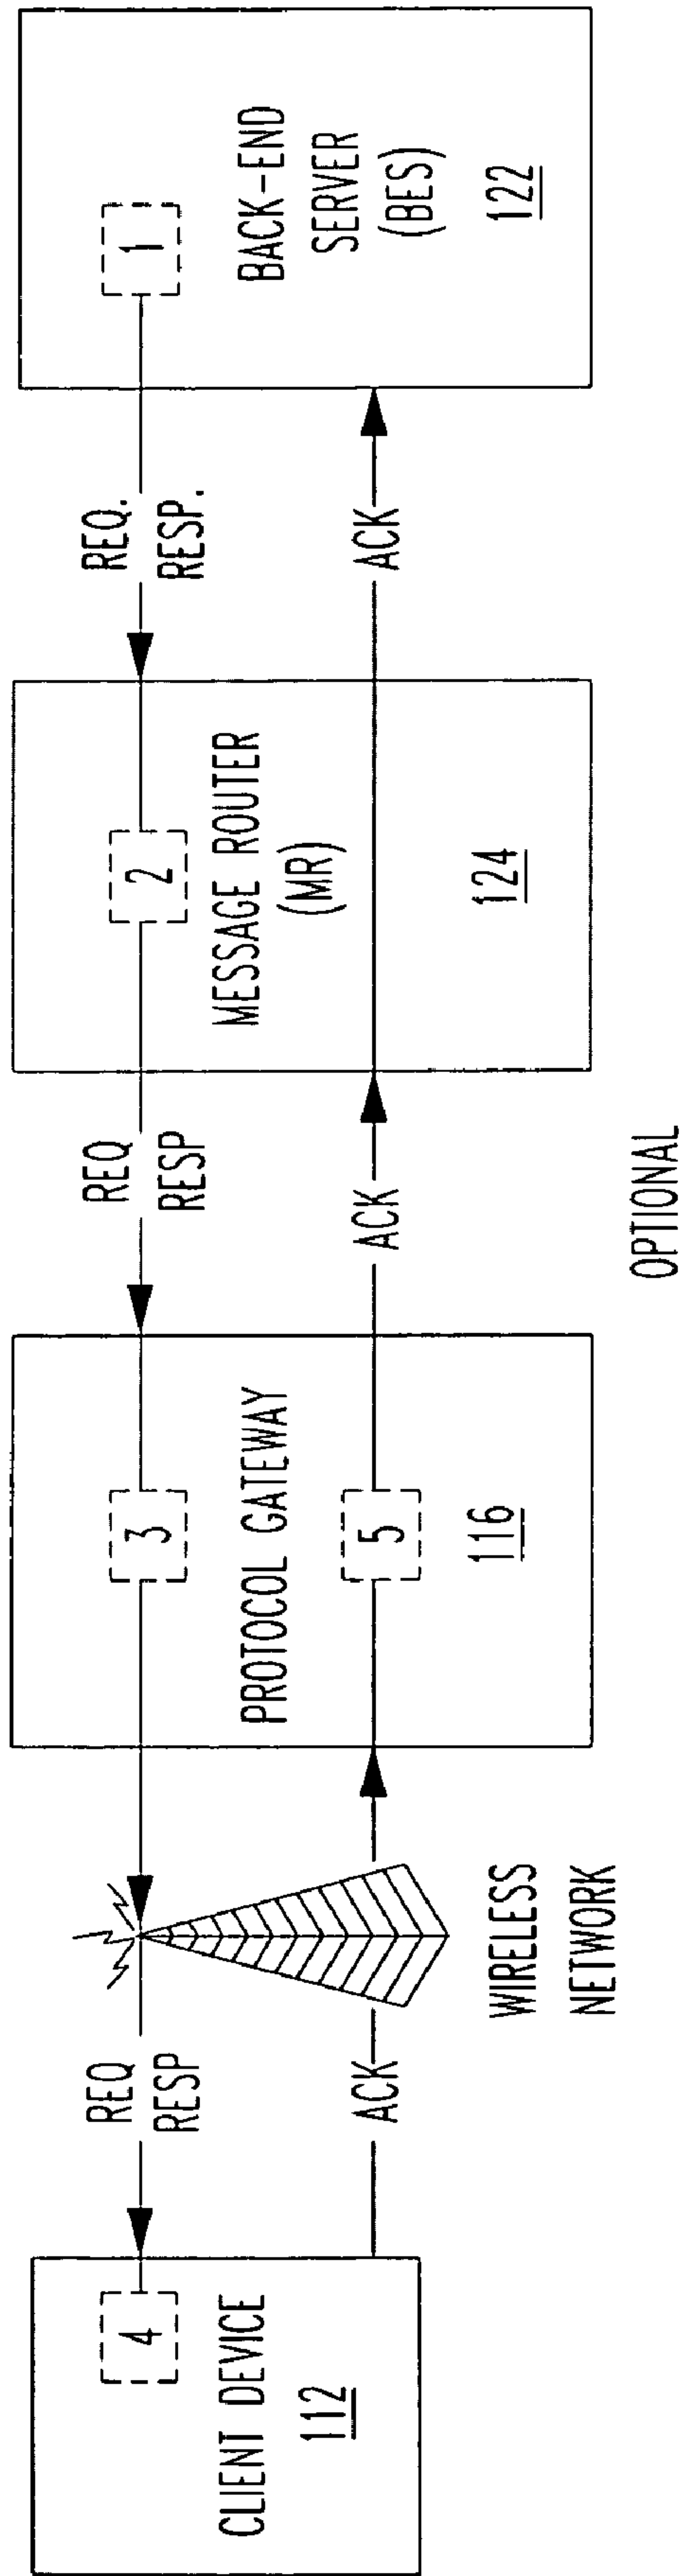 4
CLIENT DEVICE
112
REQ
RESP
ACK
WIRELESS
NETWORK
3
PROTOCOL GATEWAY
5
116
REQ
RESP
ACK
OPTIONAL
2
MESSAGE ROUTER
(MR)
124
REQ.
RESP.
ACK
1
BACK-END
SERVER
(BES)
122